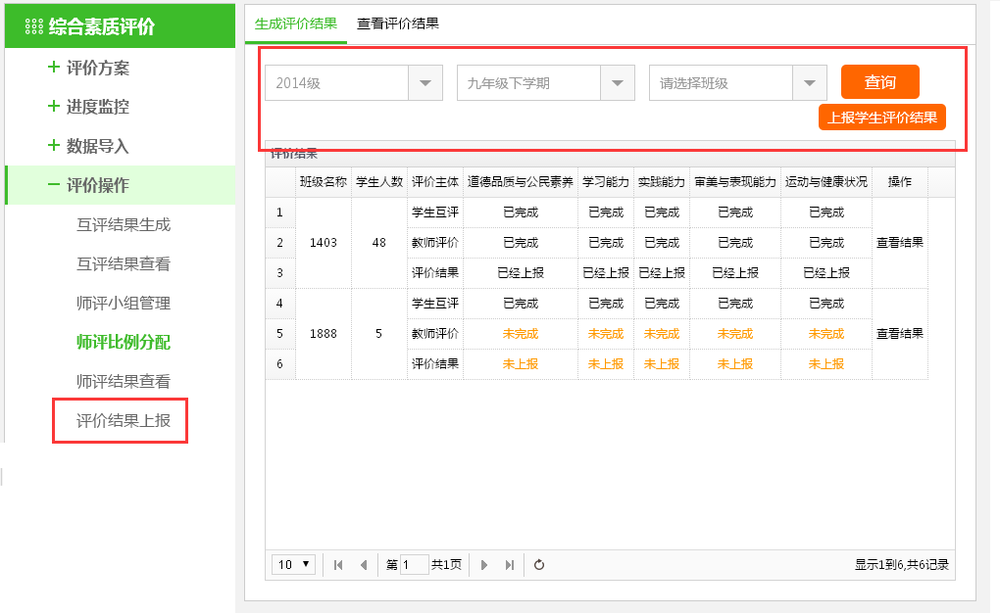 综合素质评价
评价方案
进度监控
数据导入
评价操作
互评结果生成
互评结果查看
师评小组管理
师评比例分配
师评结果查看
评价结果上报
生成评价结果 查看评价结果
2014级 九年级下学期 请选择班级 查询
上报学生评价结果
评价结果
班级名称 学生人数 评价主体 道德品质与公民素养 学习能力 实践能力 审美与表现能力 运动与健康状况 操作
1 学生互评 已完成 已完成 已完成 已完成 已完成
2 1403 48 教师评价 已完成 已完成 已完成 已完成 已完成 查看结果
3 评价结果 已经上报 已经上报 已经上报 已经上报 已经上报
4 学生互评 已完成 已完成 已完成 已完成 已完成
5 1888 5 教师评价 未完成 未完成 未完成 未完成 未完成 查看结果
6 评价结果 未上报 未上报 未上报 未上报 未上报
10 第 1 共1页 显示1到6,共6记录